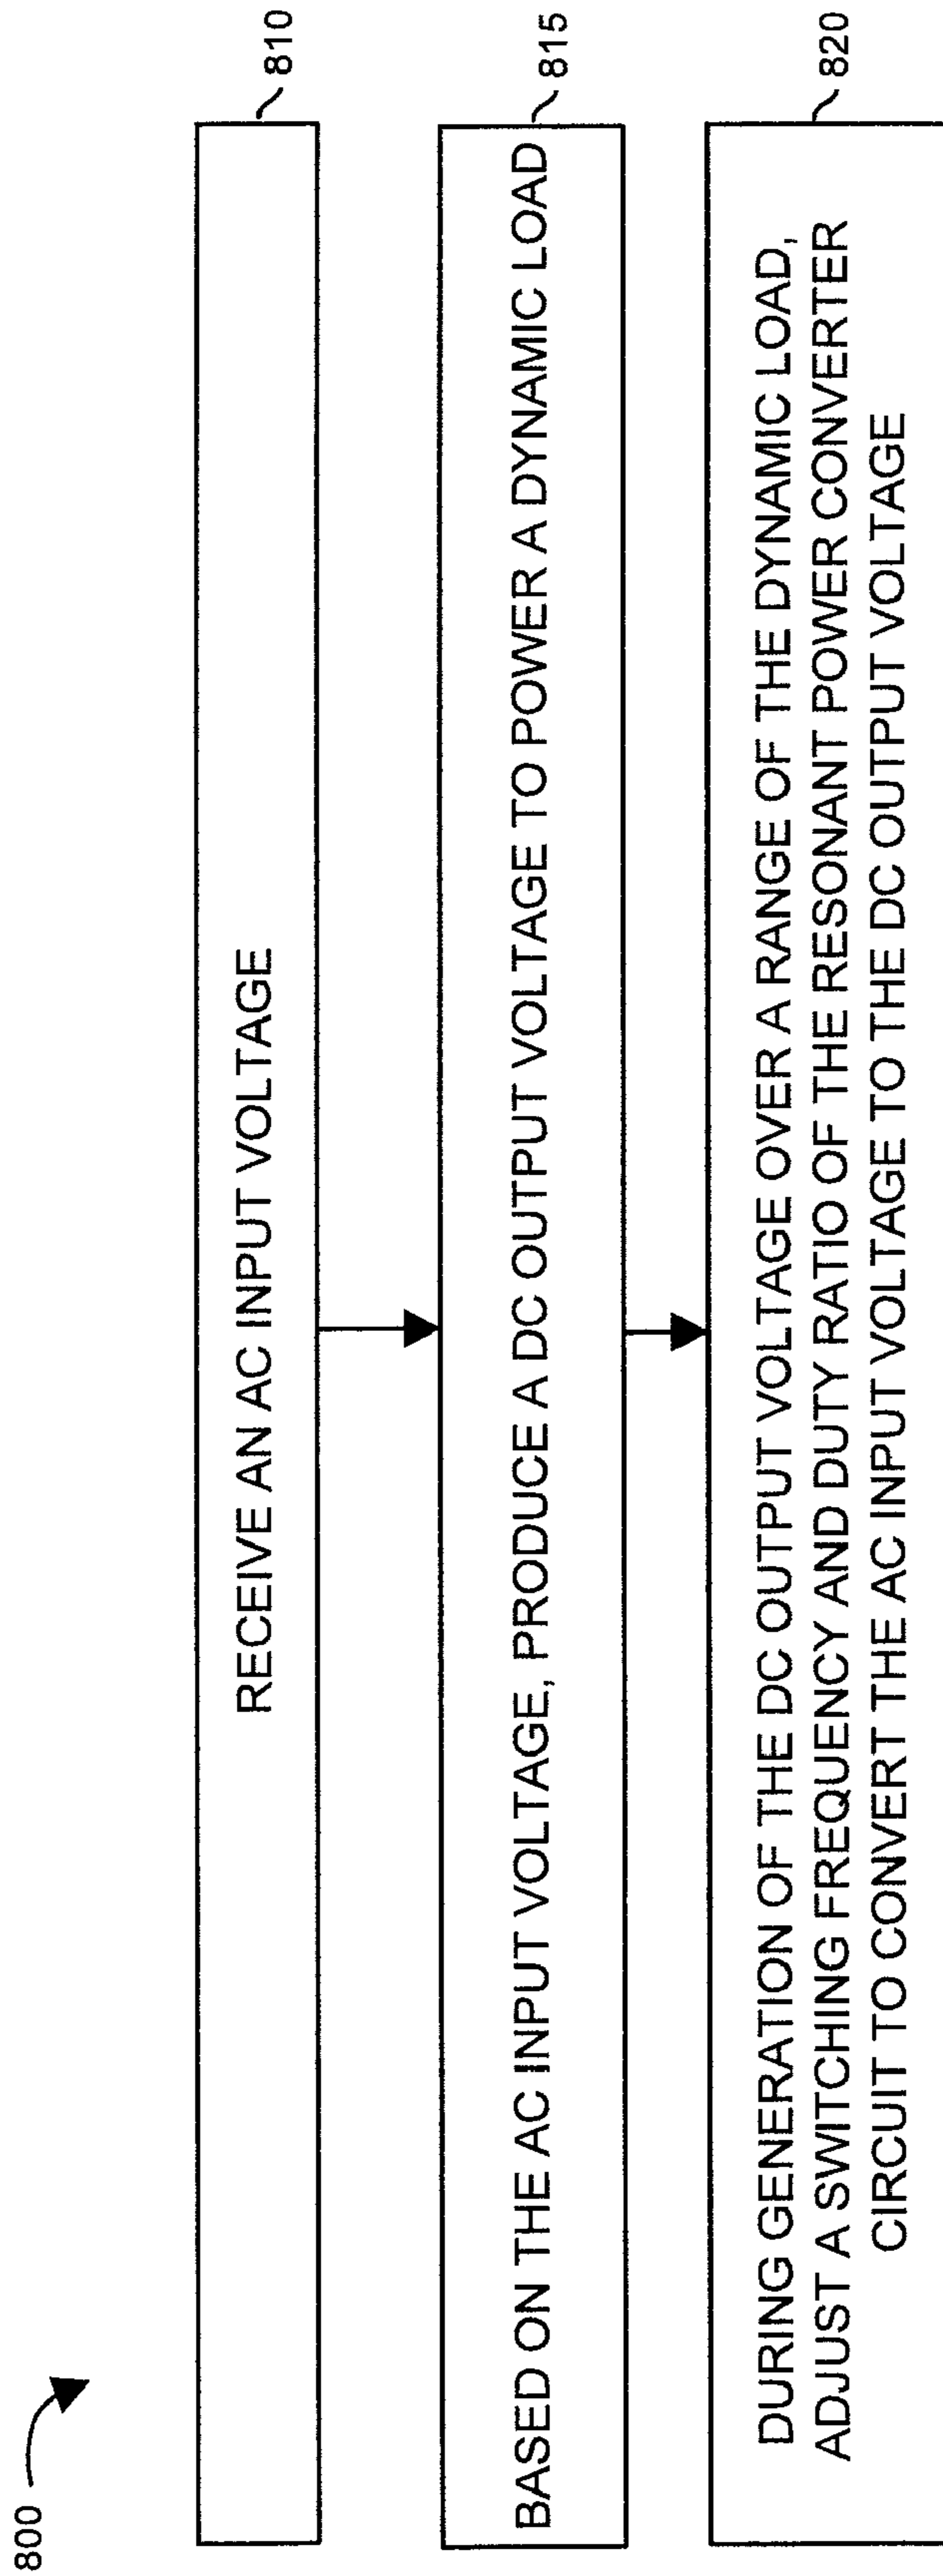 800
RECEIVE AN AC INPUT VOLTAGE
810
BASED ON THE AC INPUT VOLTAGE, PRODUCE A DC OUTPUT VOLTAGE TO POWER A DYNAMIC LOAD
815
DURING GENERATION OF THE DC OUTPUT VOLTAGE OVER A RANGE OF THE DYNAMIC LOAD,
ADJUST A SWITCHING FREQUENCY AND DUTY RATIO OF THE RESONANT POWER CONVERTER
CIRCUIT TO CONVERT THE AC INPUT VOLTAGE TO THE DC OUTPUT VOLTAGE
820